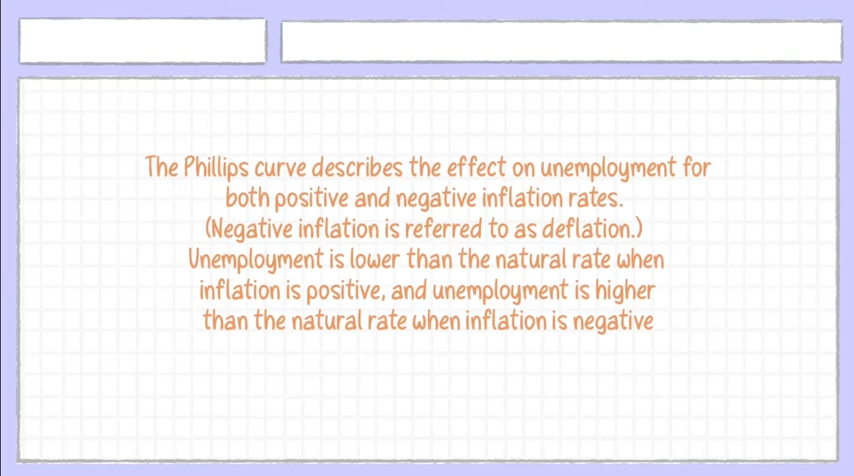 The Phillips curve describes the effect on unemployment for
both positive and negative inflation rates.
(Negative inflation is referred to as deflation.)
Unemployment is lower than the natural rate when
inflation is positive, and unemployment is higher
than the natural rate when inflation is negative